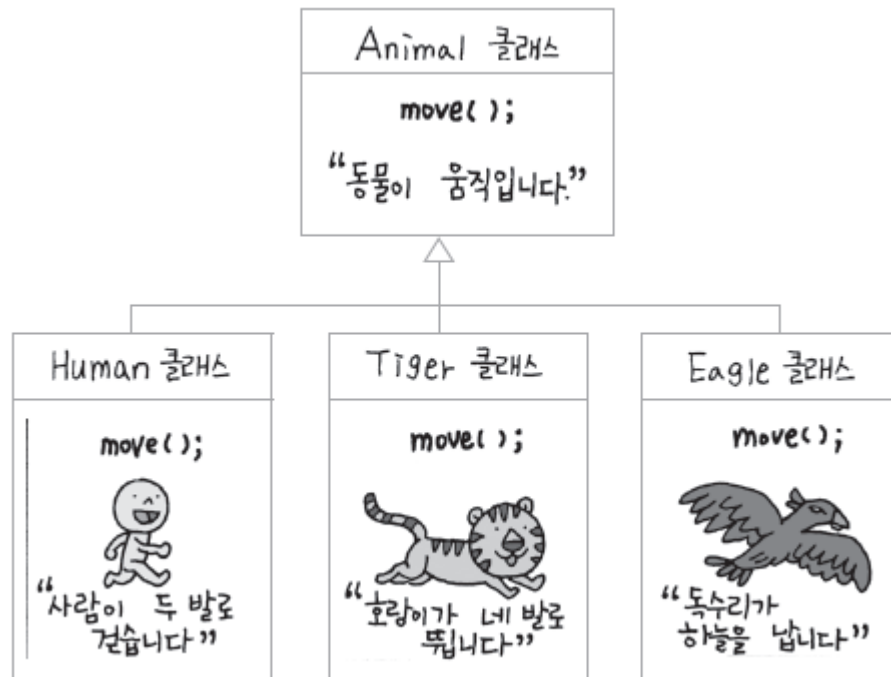 Animal 클래스
move( );
“동물이 움직입니다.”
Human 클래스
move( );
“사람이 두 발로
걷습니다”
Tiger 클래스
move( );
“호랑이가 네 발로
뜁니다”
Eagle 클래스
move( );
“독수리가
하늘을 납니다”